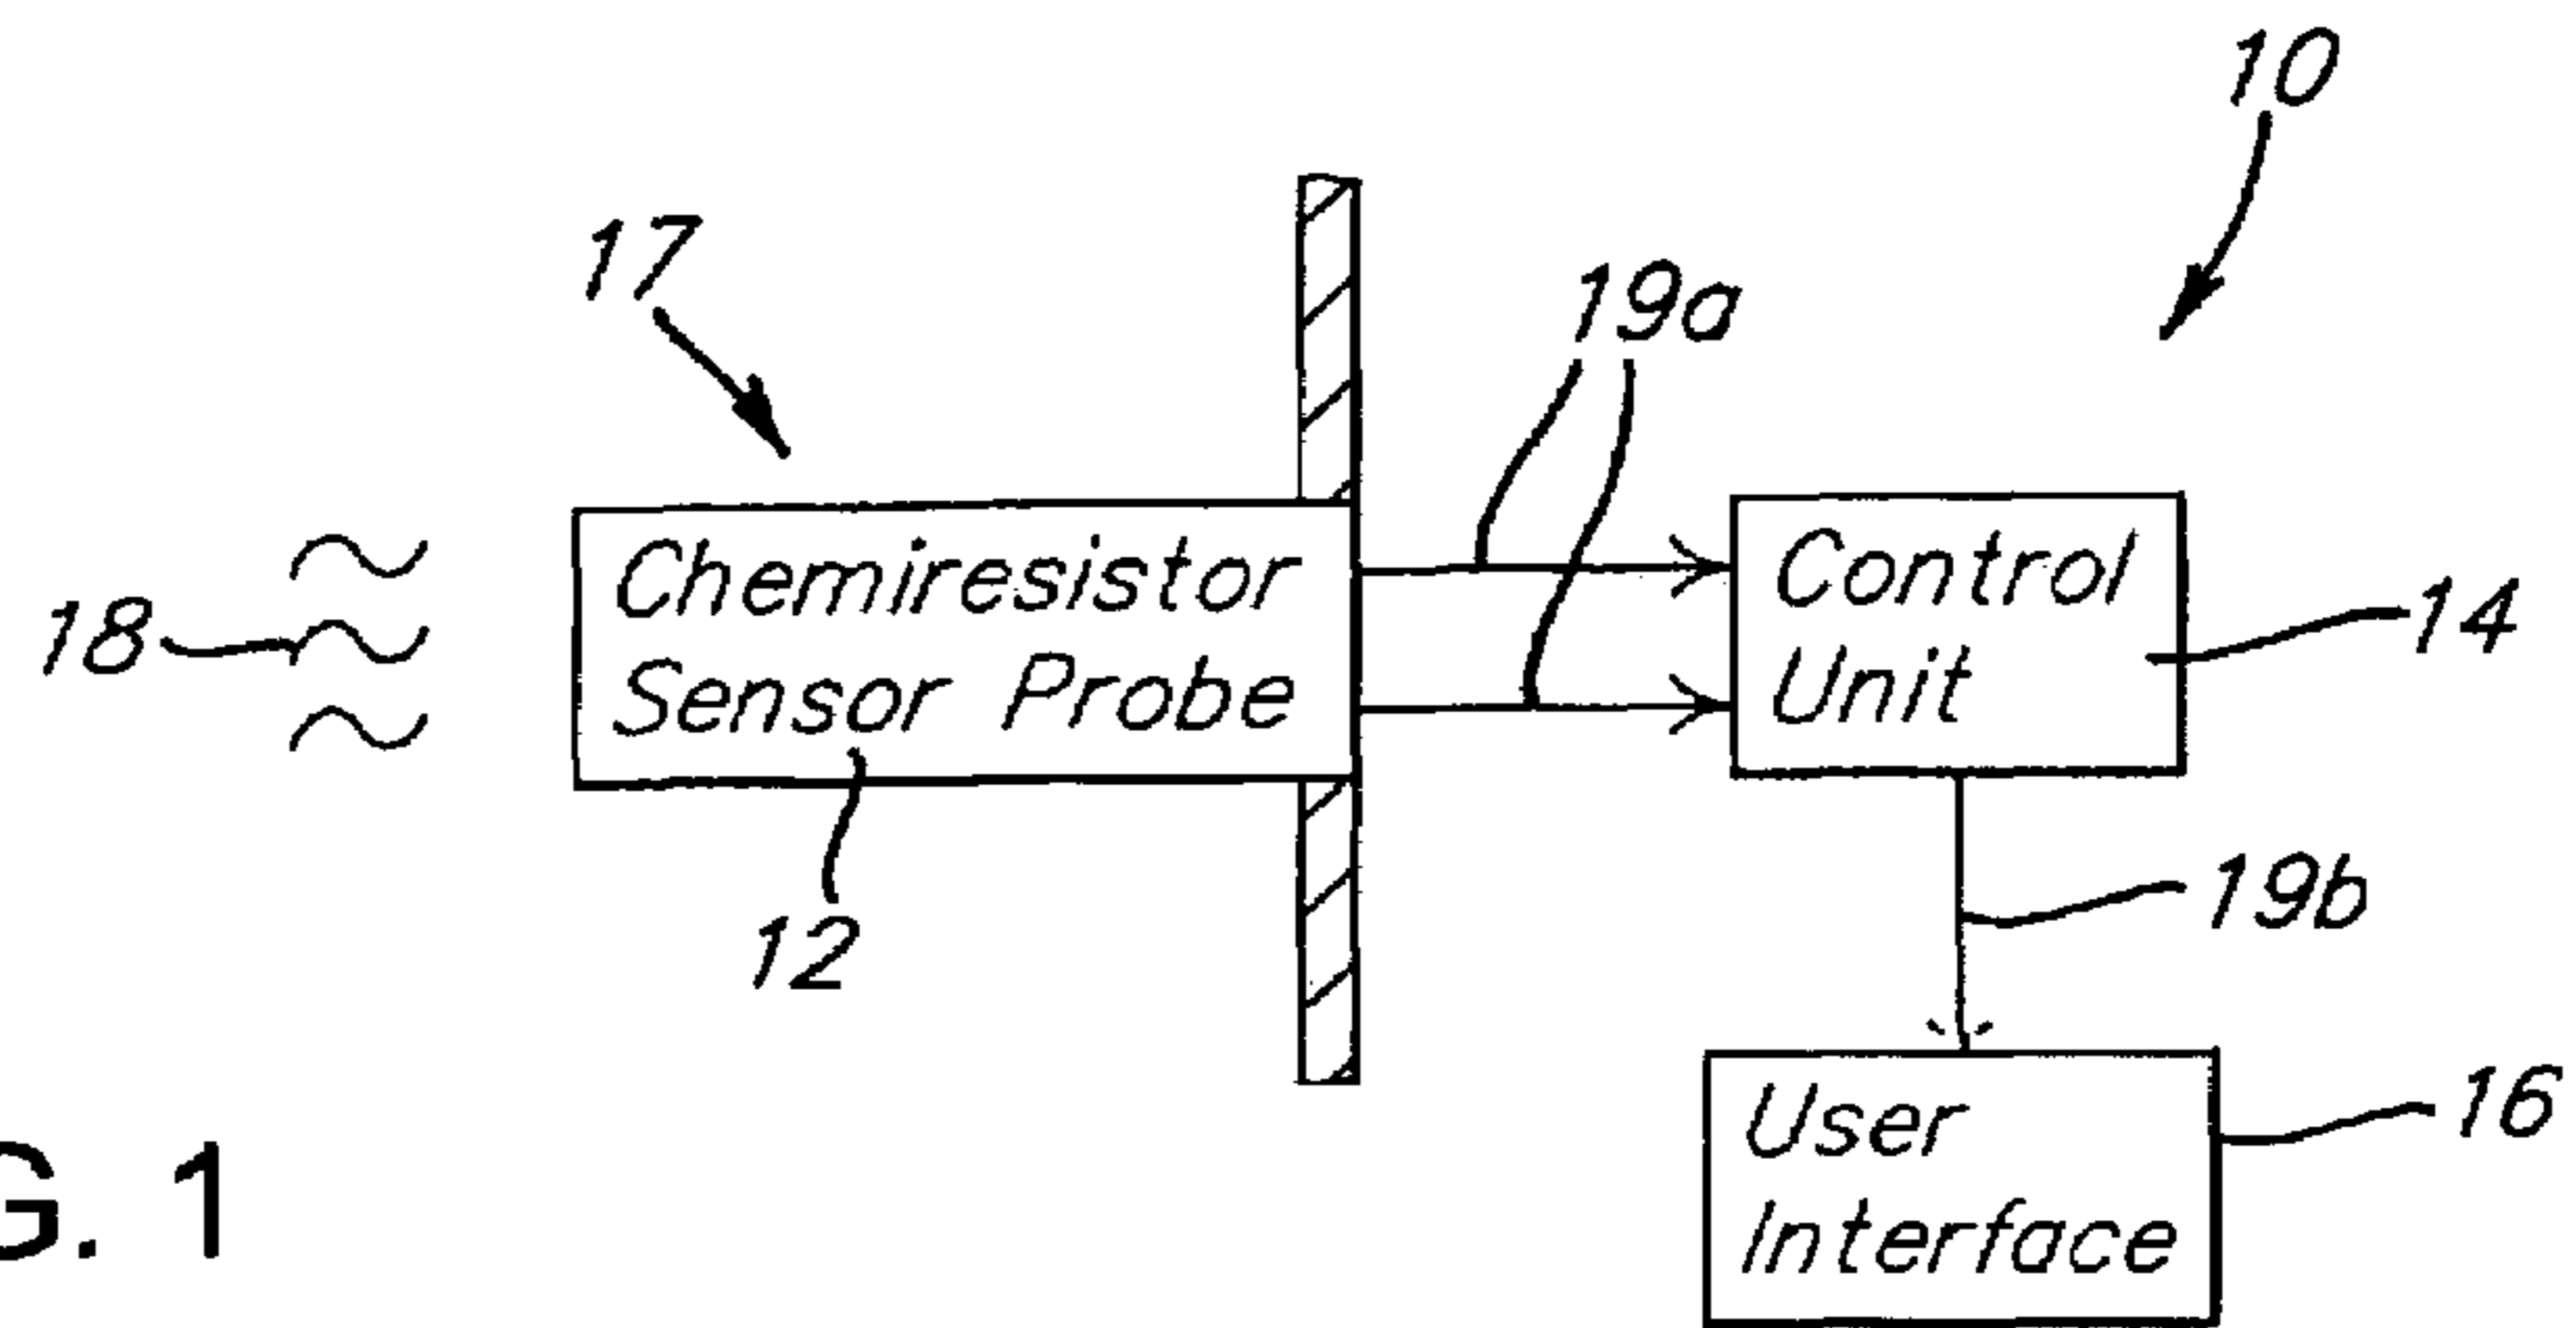 10
17
19a
Chemiresistor
Sensor Probe
Control
Unit
18
14
12
19b
User
Interface
16
G. 1